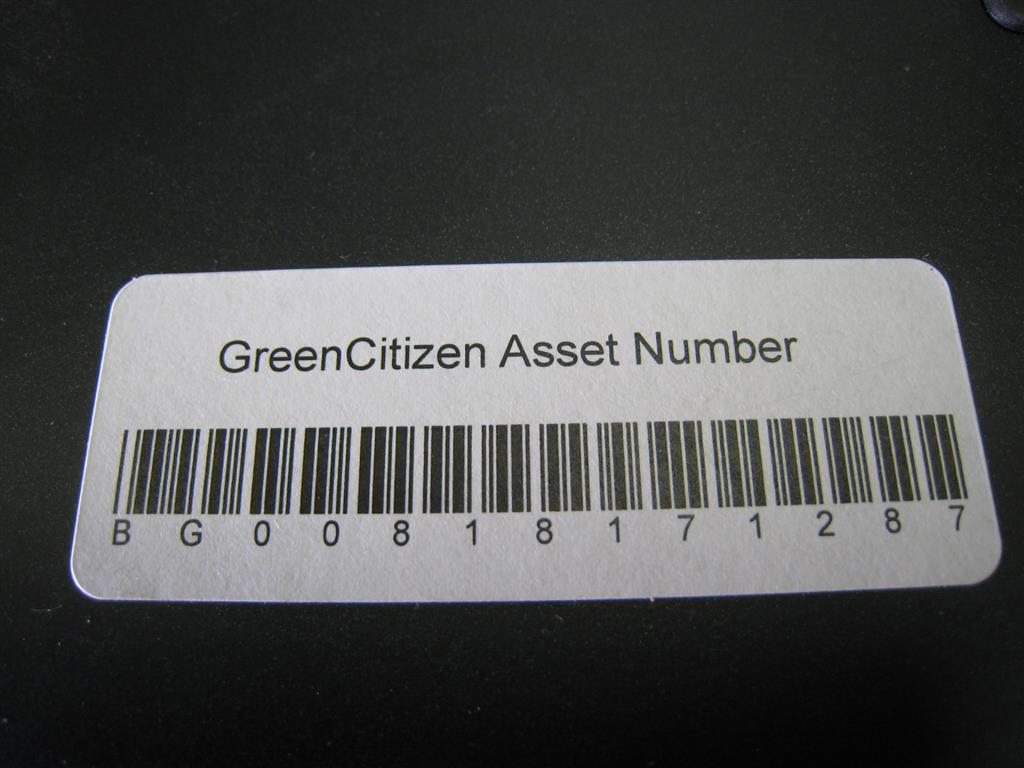 GreenCitizen Asset Number
B G 0 0 8 1 8 1 7 1 2 8 7